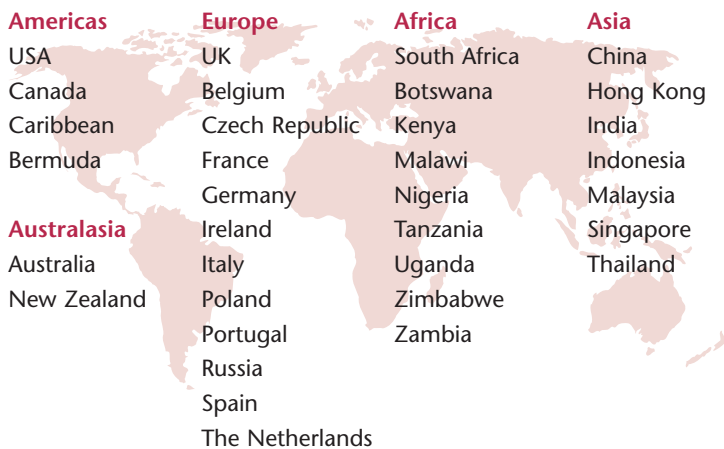 Americas
USA
Canada
Caribbean
Bermuda
Australasia
Australia
New Zealand
Europe
UK
Belgium
Czech Republic
France
Germany
Ireland
Italy
Poland
Portugal
Russia
Spain
The Netherlands
Africa
South Africa
Botswana
Kenya
Malawi
Nigeria
Tanzania
Uganda
Zimbabwe
Zambia
Asia
China
Hong Kong
India
Indonesia
Malaysia
Singapore
Thailand